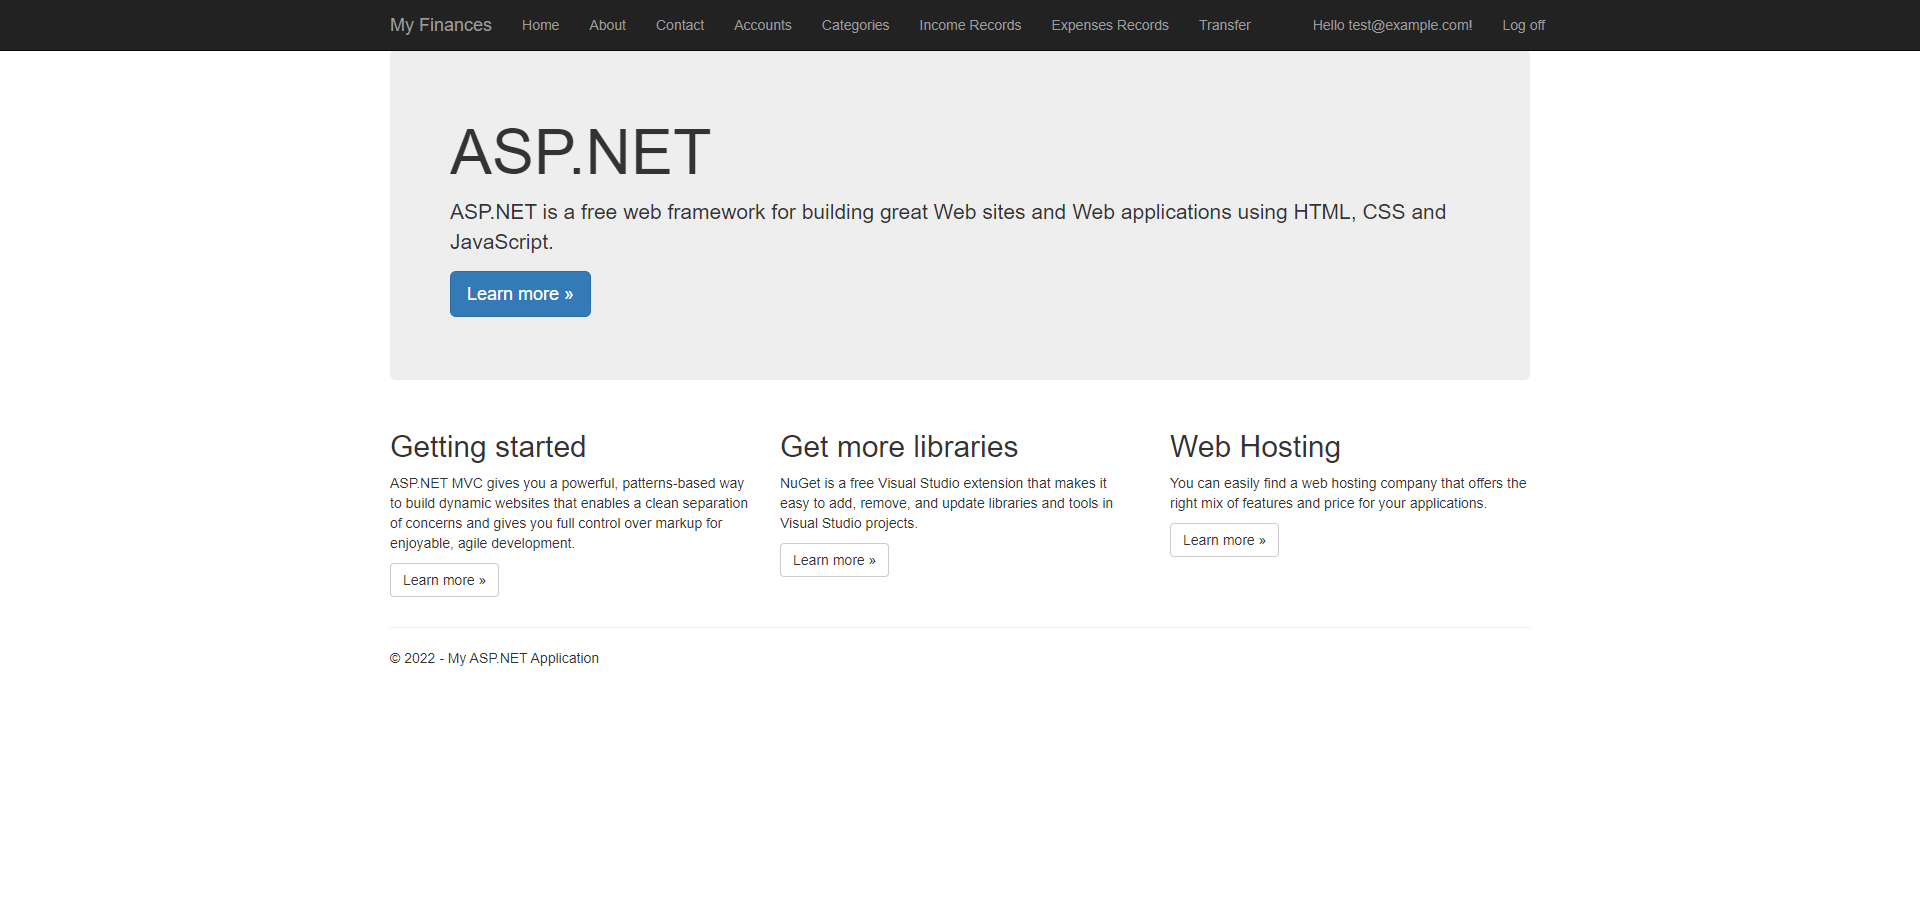 My Finances Home About Contact Accounts Categories Income Records Expenses Records Transfer Hello test@example.com! Log off
ASP.NET
ASP.NET is a free web framework for building great Web sites and Web applications using HTML, CSS and
JavaScript.
Learn more »
Getting started
ASP.NET MVC gives you a powerful, patterns-based way
to build dynamic websites that enables a clean separation
of concerns and gives you full control over markup for
enjoyable, agile development.
Learn more »
Get more libraries
NuGet is a free Visual Studio extension that makes it
easy to add, remove, and update libraries and tools in
Visual Studio projects.
Learn more »
Web Hosting
You can easily find a web hosting company that offers the
right mix of features and price for your applications.
Learn more »
© 2022 - My ASP.NET Application